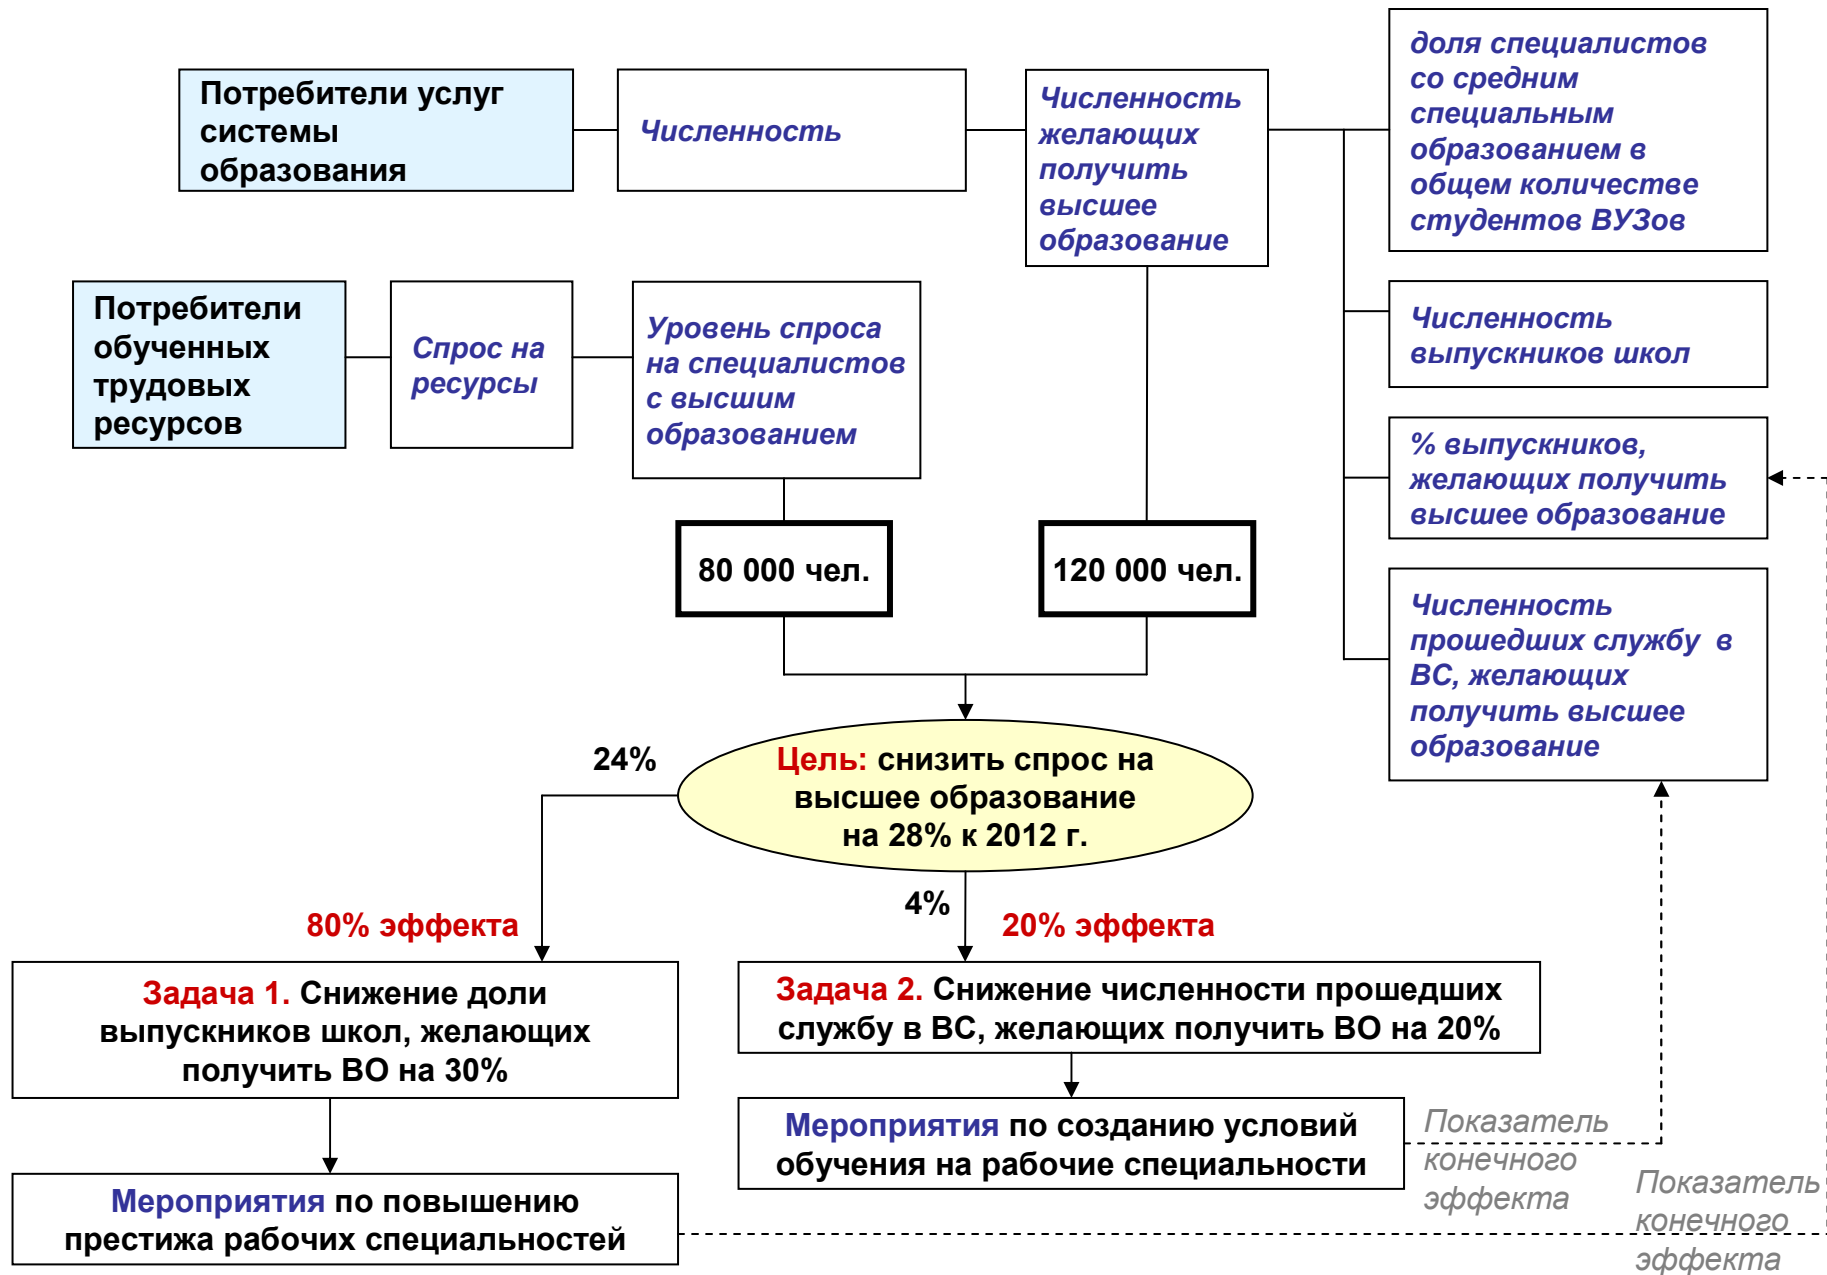 Потребители услуг
системы
образования
Численность
Численность
желающих
получить
высшее
образование
доля специалистов
со средним
специальным
образованием в
общем количестве
студентов ВУЗов
Потребители
обученных
трудовых
ресурсов
Спрос на
ресурсы
Уровень спроса
на специалистов
с высшим
образованием
Численность
выпускников школ
% выпускников,
желающих получить
высшее образование
80 000 чел.
120 000 чел.
Численность
прошедших службу в
ВС, желающих
получить высшее
образование
24%
Цель: снизить спрос на
высшее образование
на 28% к 2012 г.
4%
80% эффекта
20% эффекта
Задача 1. Снижение доли
выпускников школ, желающих
получить ВО на 30%
Задача 2. Снижение численности прошедших
службу в ВС, желающих получить ВО на 20%
Мероприятия по созданию условий
обучения на рабочие специальности
Показатель
конечного
эффекта
Мероприятия по повышению
престижа рабочих специальностей
Показатель
конечного
эффекта